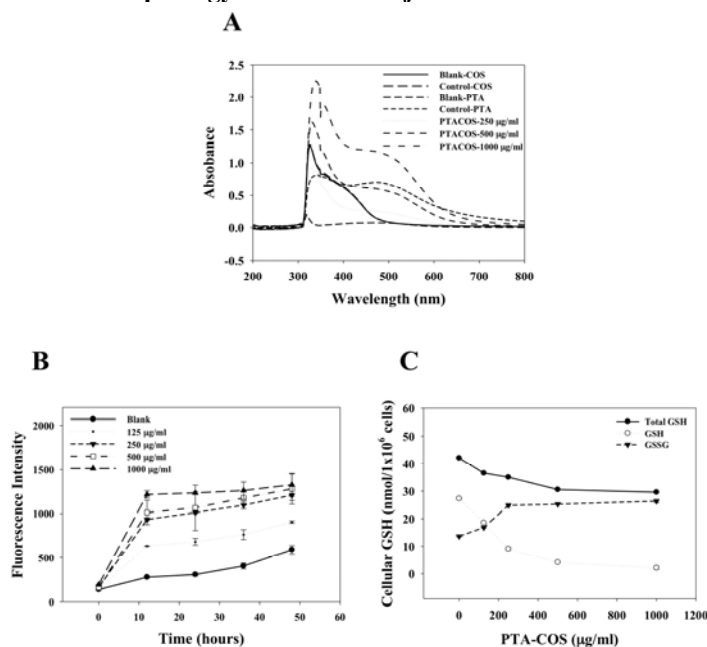 A
2.5
2.0
1.5
1.0
0.5
0.0
-0.5
Absobance
Blank-COS
Control-COS
Blank-PTA
Control-PTA
PTACOS-250 µg/ml
PTACOS-500 µg/ml
PTACOS-1000 µg/ml
200 300 400 500 600 700 800
Wavelength (nm)
B
2000
1500
1000
500
0
Fluorescence Intensity
Blank
125 µg/ml
250 µg/ml
500 µg/ml
1000 µg/ml
0 10 20 30 40 50 60
Time (hours)
C
60
50
40
30
20
10
0
Cellular GSH (nmol/1x10⁶ cells)
Total GSH
GSH
GSSG
0 200 400 600 800 1000 1200
PTA-COS (µg/ml)